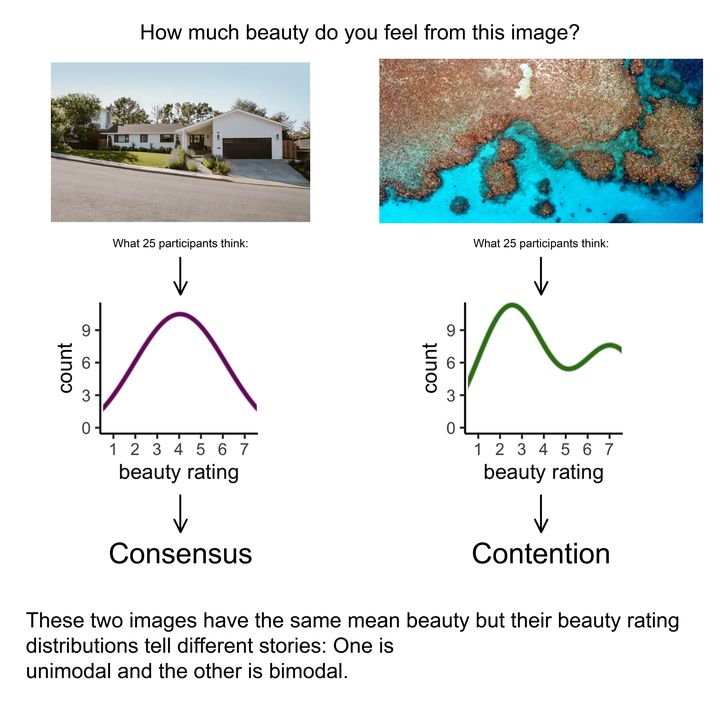 How much beauty do you feel from this image?
What 25 participants think:
What 25 participants think:
9
6
3
0
count
1 2 3 4 5 6 7
beauty rating
9
6
3
0
count
1 2 3 4 5 6 7
beauty rating
Consensus
Contention
These two images have the same mean beauty but their beauty rating
distributions tell different stories: One is
unimodal and the other is bimodal.